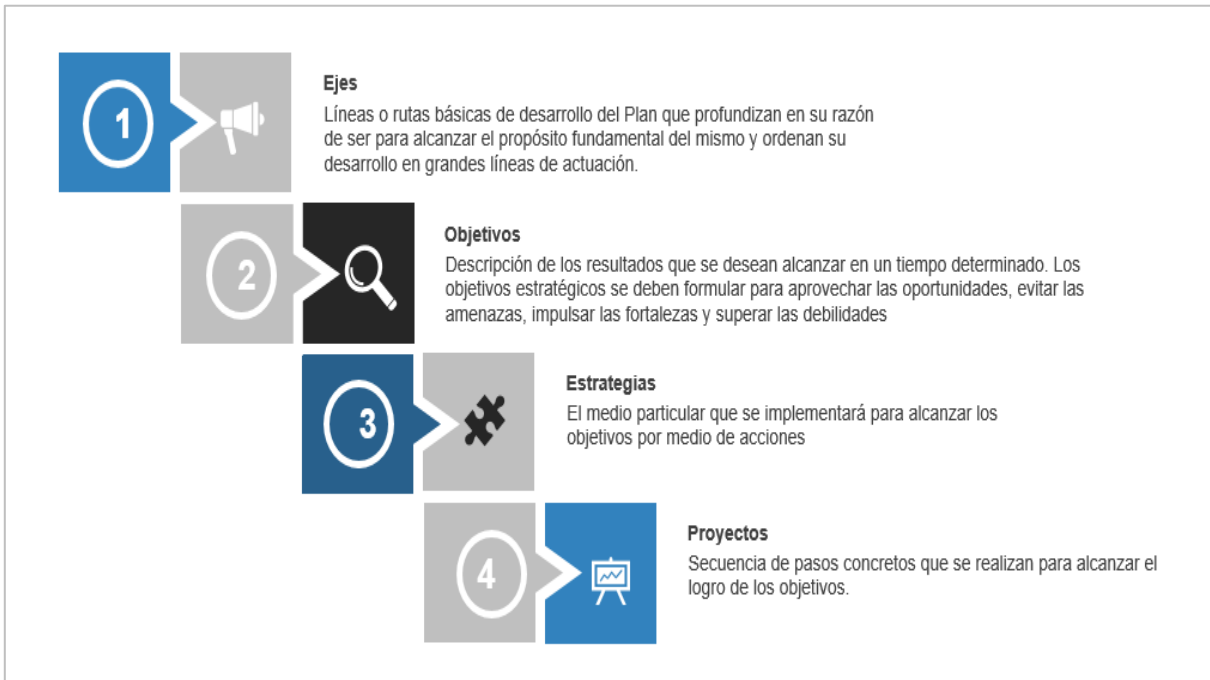 1
Ejes
Líneas o rutas básicas de desarrollo del Plan que profundizan en su razón
de ser para alcanzar el propósito fundamental del mismo y ordenan su
desarrollo en grandes líneas de actuación.
2
Objetivos
Descripción de los resultados que se desean alcanzar en un tiempo determinado. Los
objetivos estratégicos se deben formular para aprovechar las oportunidades, evitar las
amenazas, impulsar las fortalezas y superar las debilidades
3
Estrategias
El medio particular que se implementará para alcanzar los
objetivos por medio de acciones
4
Proyectos
Secuencia de pasos concretos que se realizan para alcanzar el
logro de los objetivos.